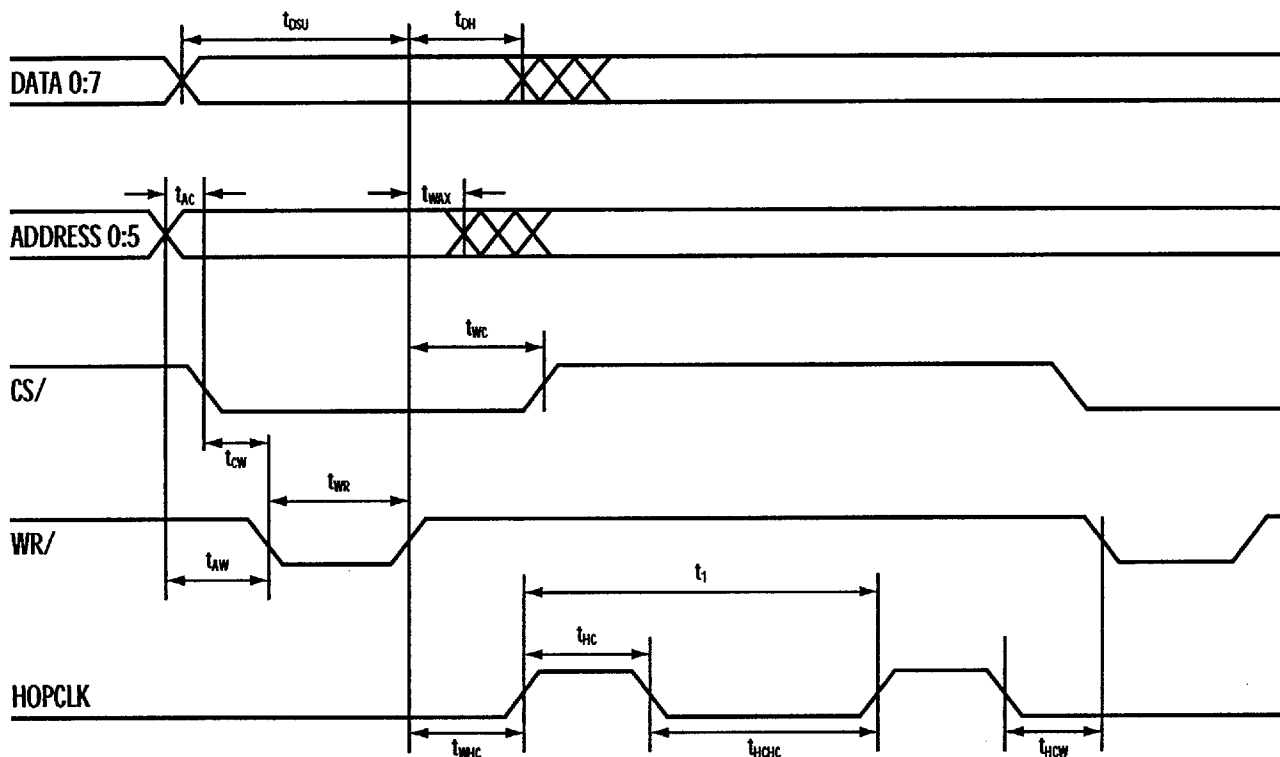 tDSU tDH
DATA 0:7
tAC tWAX
ADDRESS 0:5
tWC
CS/
tCW
tWR
WR/
tAW
t1
tHC
HOPCLK
tWHC tHCHC tHCW